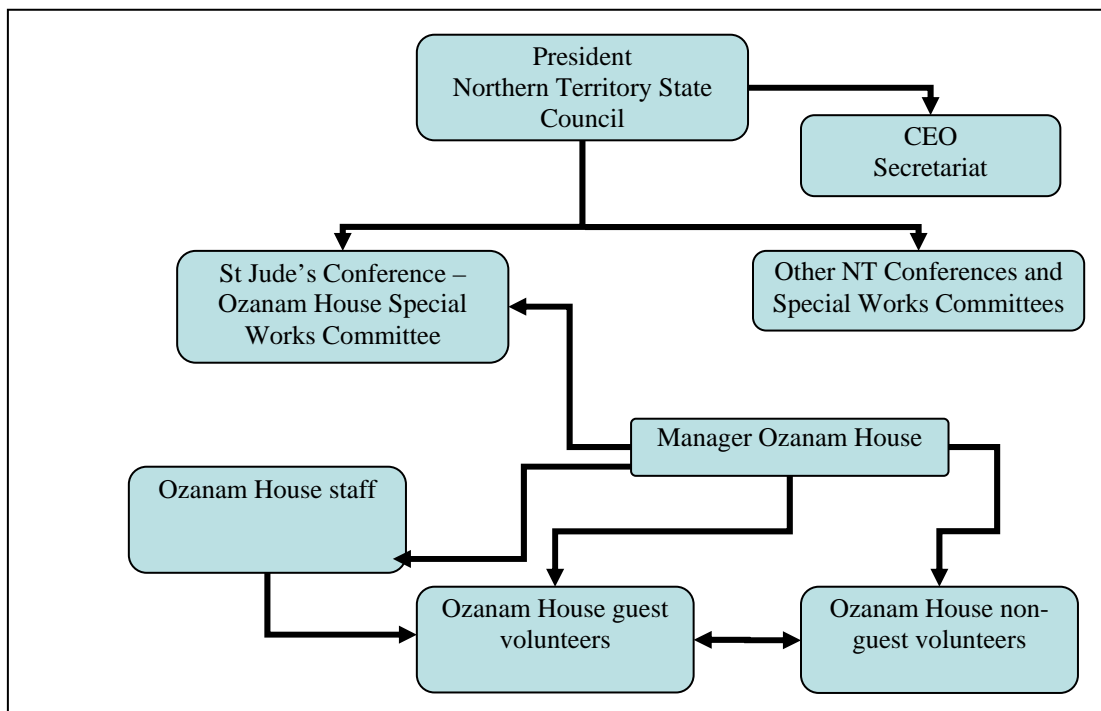 President
Northern Territory State
Council
CEO
Secretariat
St Jude’s Conference –
Ozanam House Special
Works Committee
Other NT Conferences and
Special Works Committees
Manager Ozanam House
Ozanam House staff
Ozanam House guest
volunteers
Ozanam House non-
guest volunteers